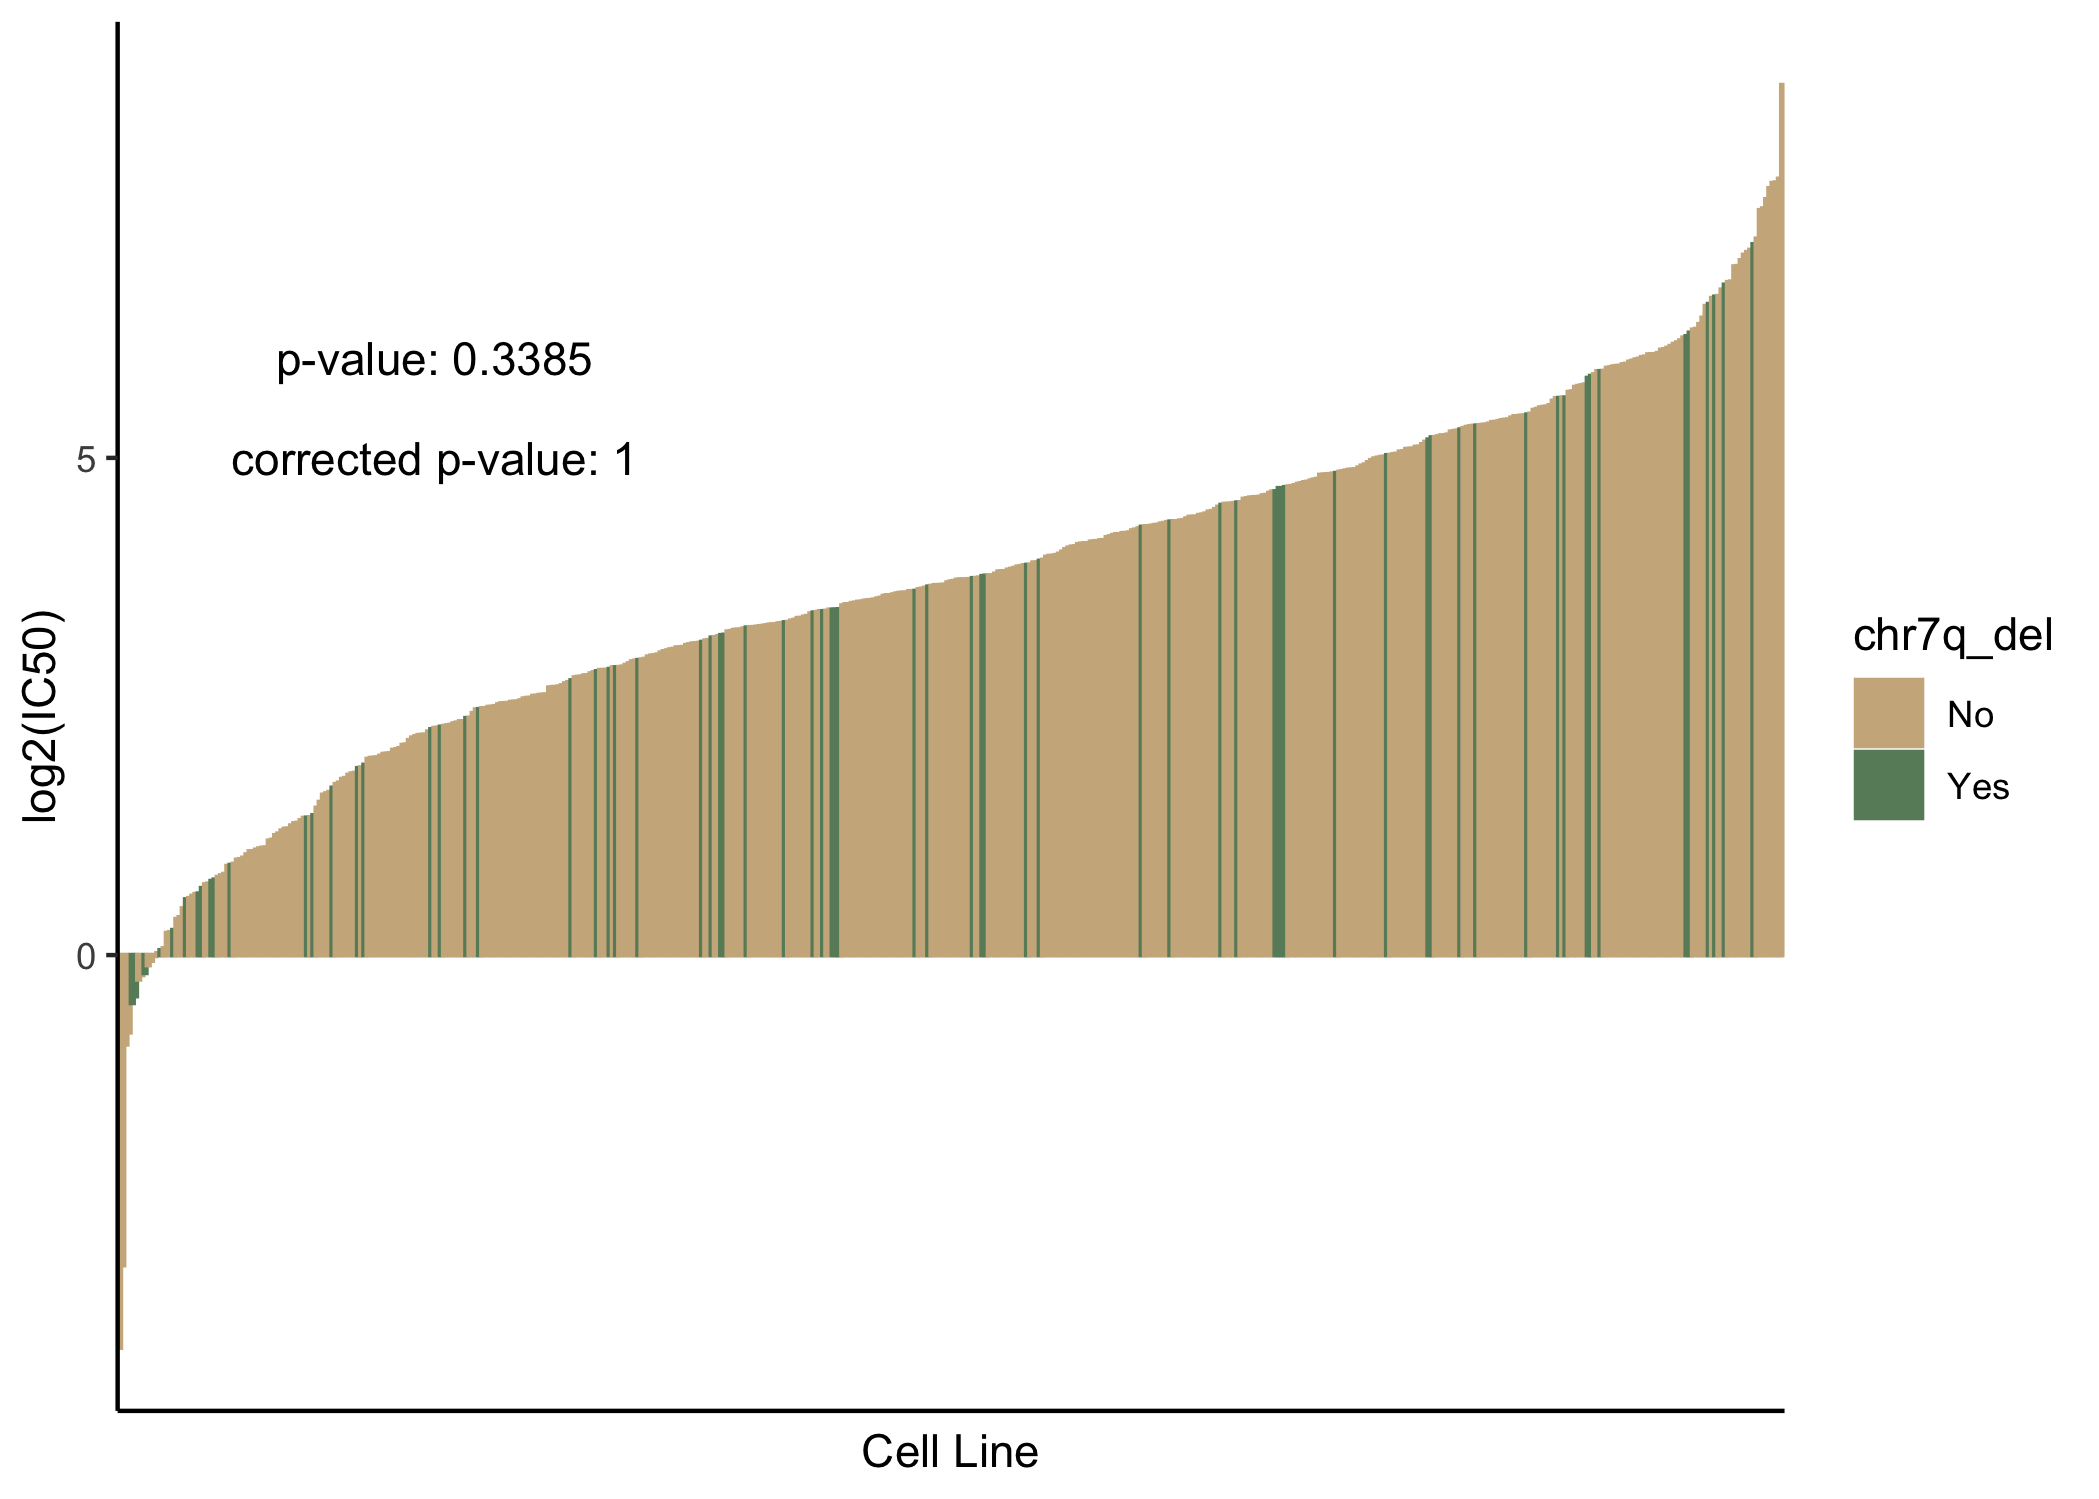 p-value: 0.3385
corrected p-value: 1
5
0
log2(IC50)
Cell Line
chr7q_del
No
Yes